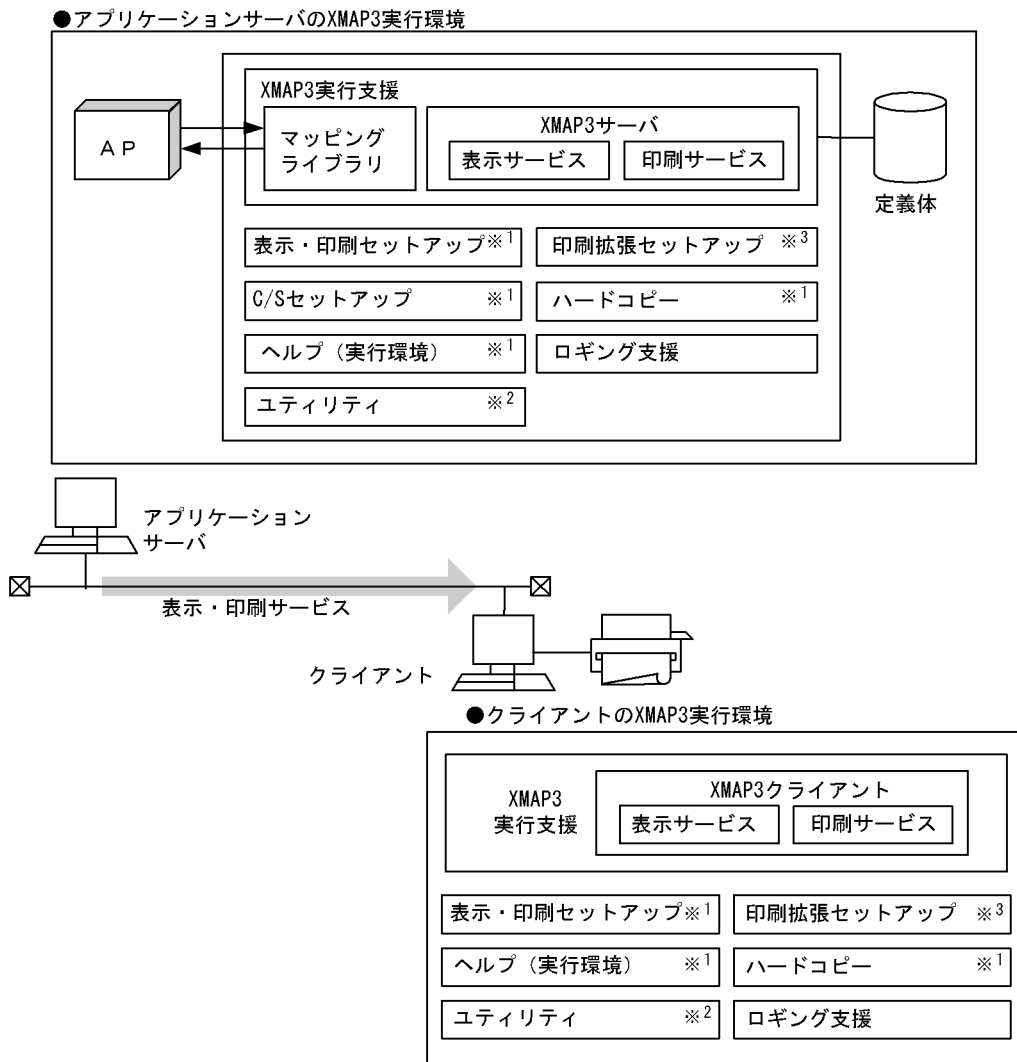 ●アプリケーションサーバのXMAP3実行環境
XMAP3実行支援
AP
マッピング
ライブラリ
XMAP3サーバ
表示サービス
印刷サービス
定義体
表示・印刷セットアップ※1
印刷拡張セットアップ ※3
C/Sセットアップ ※1
ハードコピー ※1
ヘルプ（実行環境） ※1
ロギング支援
ユティリティ ※2
アプリケーション
サーバ
表示・印刷サービス
クライアント
●クライアントのXMAP3実行環境
XMAP3
実行支援
XMAP3クライアント
表示サービス
印刷サービス
表示・印刷セットアップ※1
印刷拡張セットアップ ※3
ヘルプ（実行環境） ※1
ハードコピー ※1
ユティリティ ※2
ロギング支援